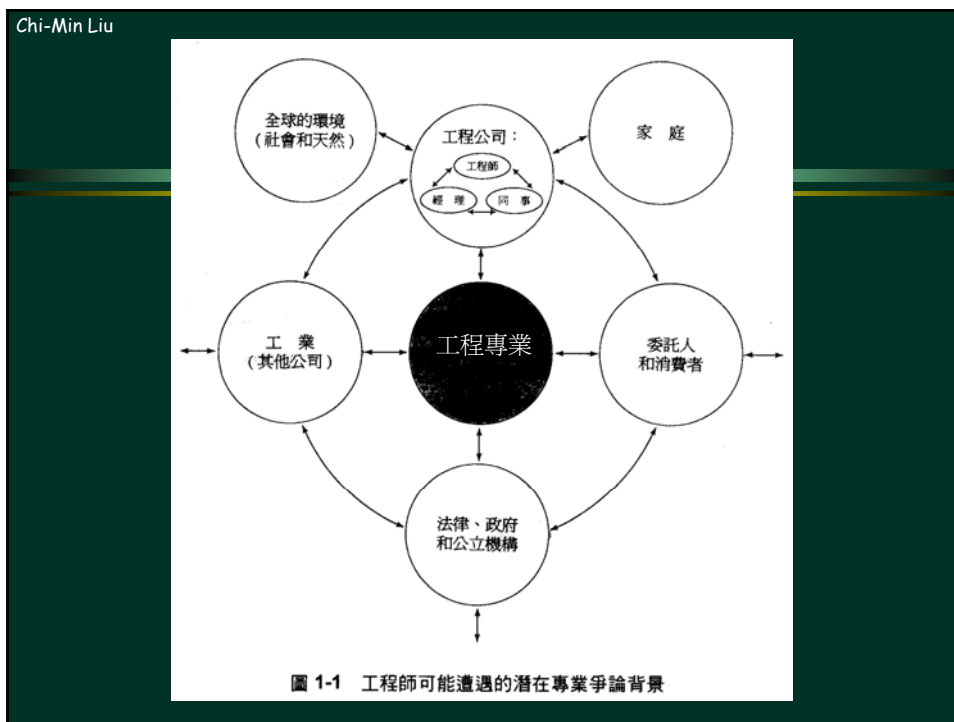 Chi-Min Liu
全球的環境
(社會和天然)
工程公司：
工程師
經 理
同 事
家 庭
工 業
(其他公司)
工程專業
委託人
和消費者
法律、政府
和公立機構
圖 1-1 工程師可能遭遇的潛在專業爭論背景